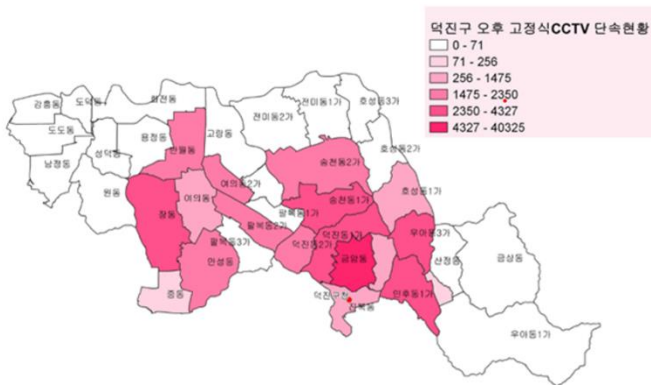 덕진구 오후 고정식CCTV 단속현황
0 - 71
71 - 256
256 - 1475
1475 - 2350
2350 - 4327
4327 - 40325
강흥동
도덕동
화전동
전미동1가
호성동3가
전미동2가
도도동
용정동
고랑동
성덕동
반월동
호성동2가
남정동
송천동2가
여의동2가
원동
여의동
호성동1가
송천동1가
장동
팔복동1가
팔복동2가
덕진동1가
우아동3가
팔복동3가
덕진동2가
만성동
금암동
산정동
금상동
중동
덕진구청
진북동
인후동1가
우아동1가